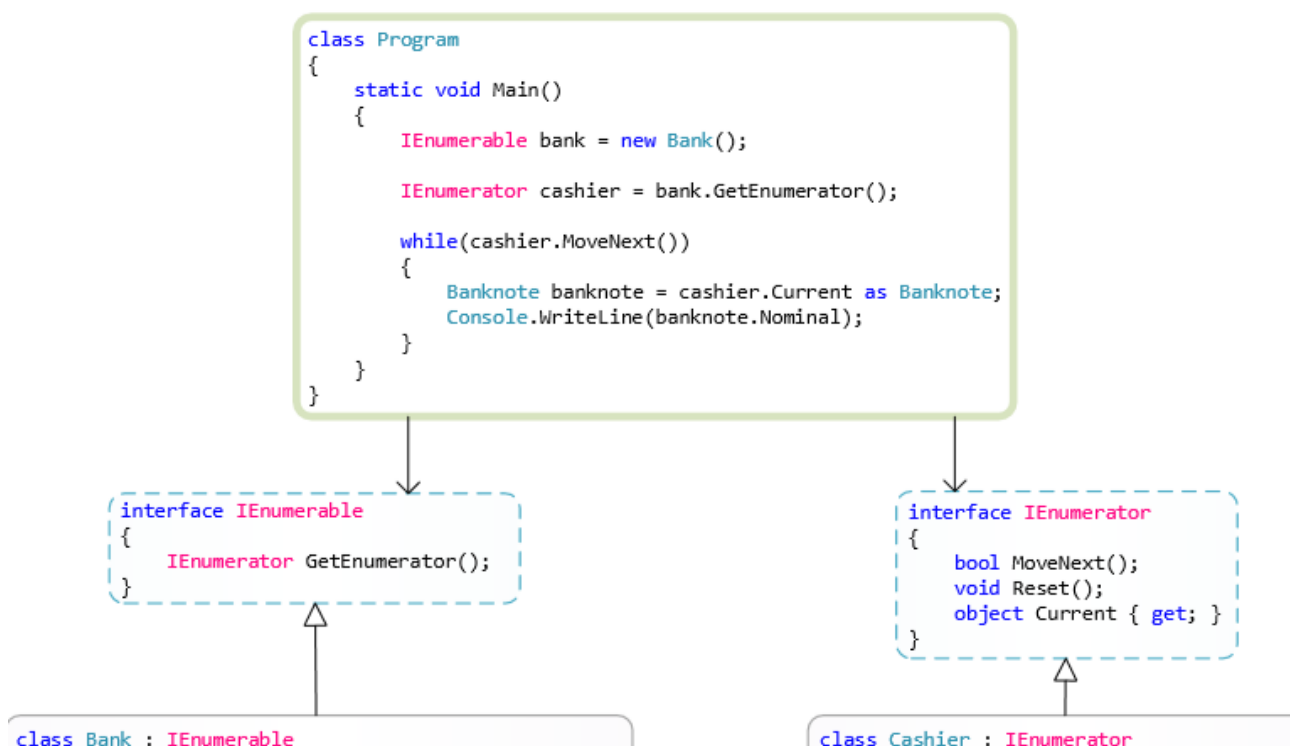 class Program
{
    static void Main()
    {
        IEnumerable bank = new Bank();
        IEnumerator cashier = bank.GetEnumerator();
        while(cashier.MoveNext())
        {
            Banknote banknote = cashier.Current as Banknote;
            Console.WriteLine(banknote.Nominal);
        }
    }
}
interface IEnumerable
{
    IEnumerator GetEnumerator();
}
interface IEnumerator
{
    bool MoveNext();
    void Reset();
    object Current { get; }
}
class Bank : IEnumerable
class Cashier : IEnumerator